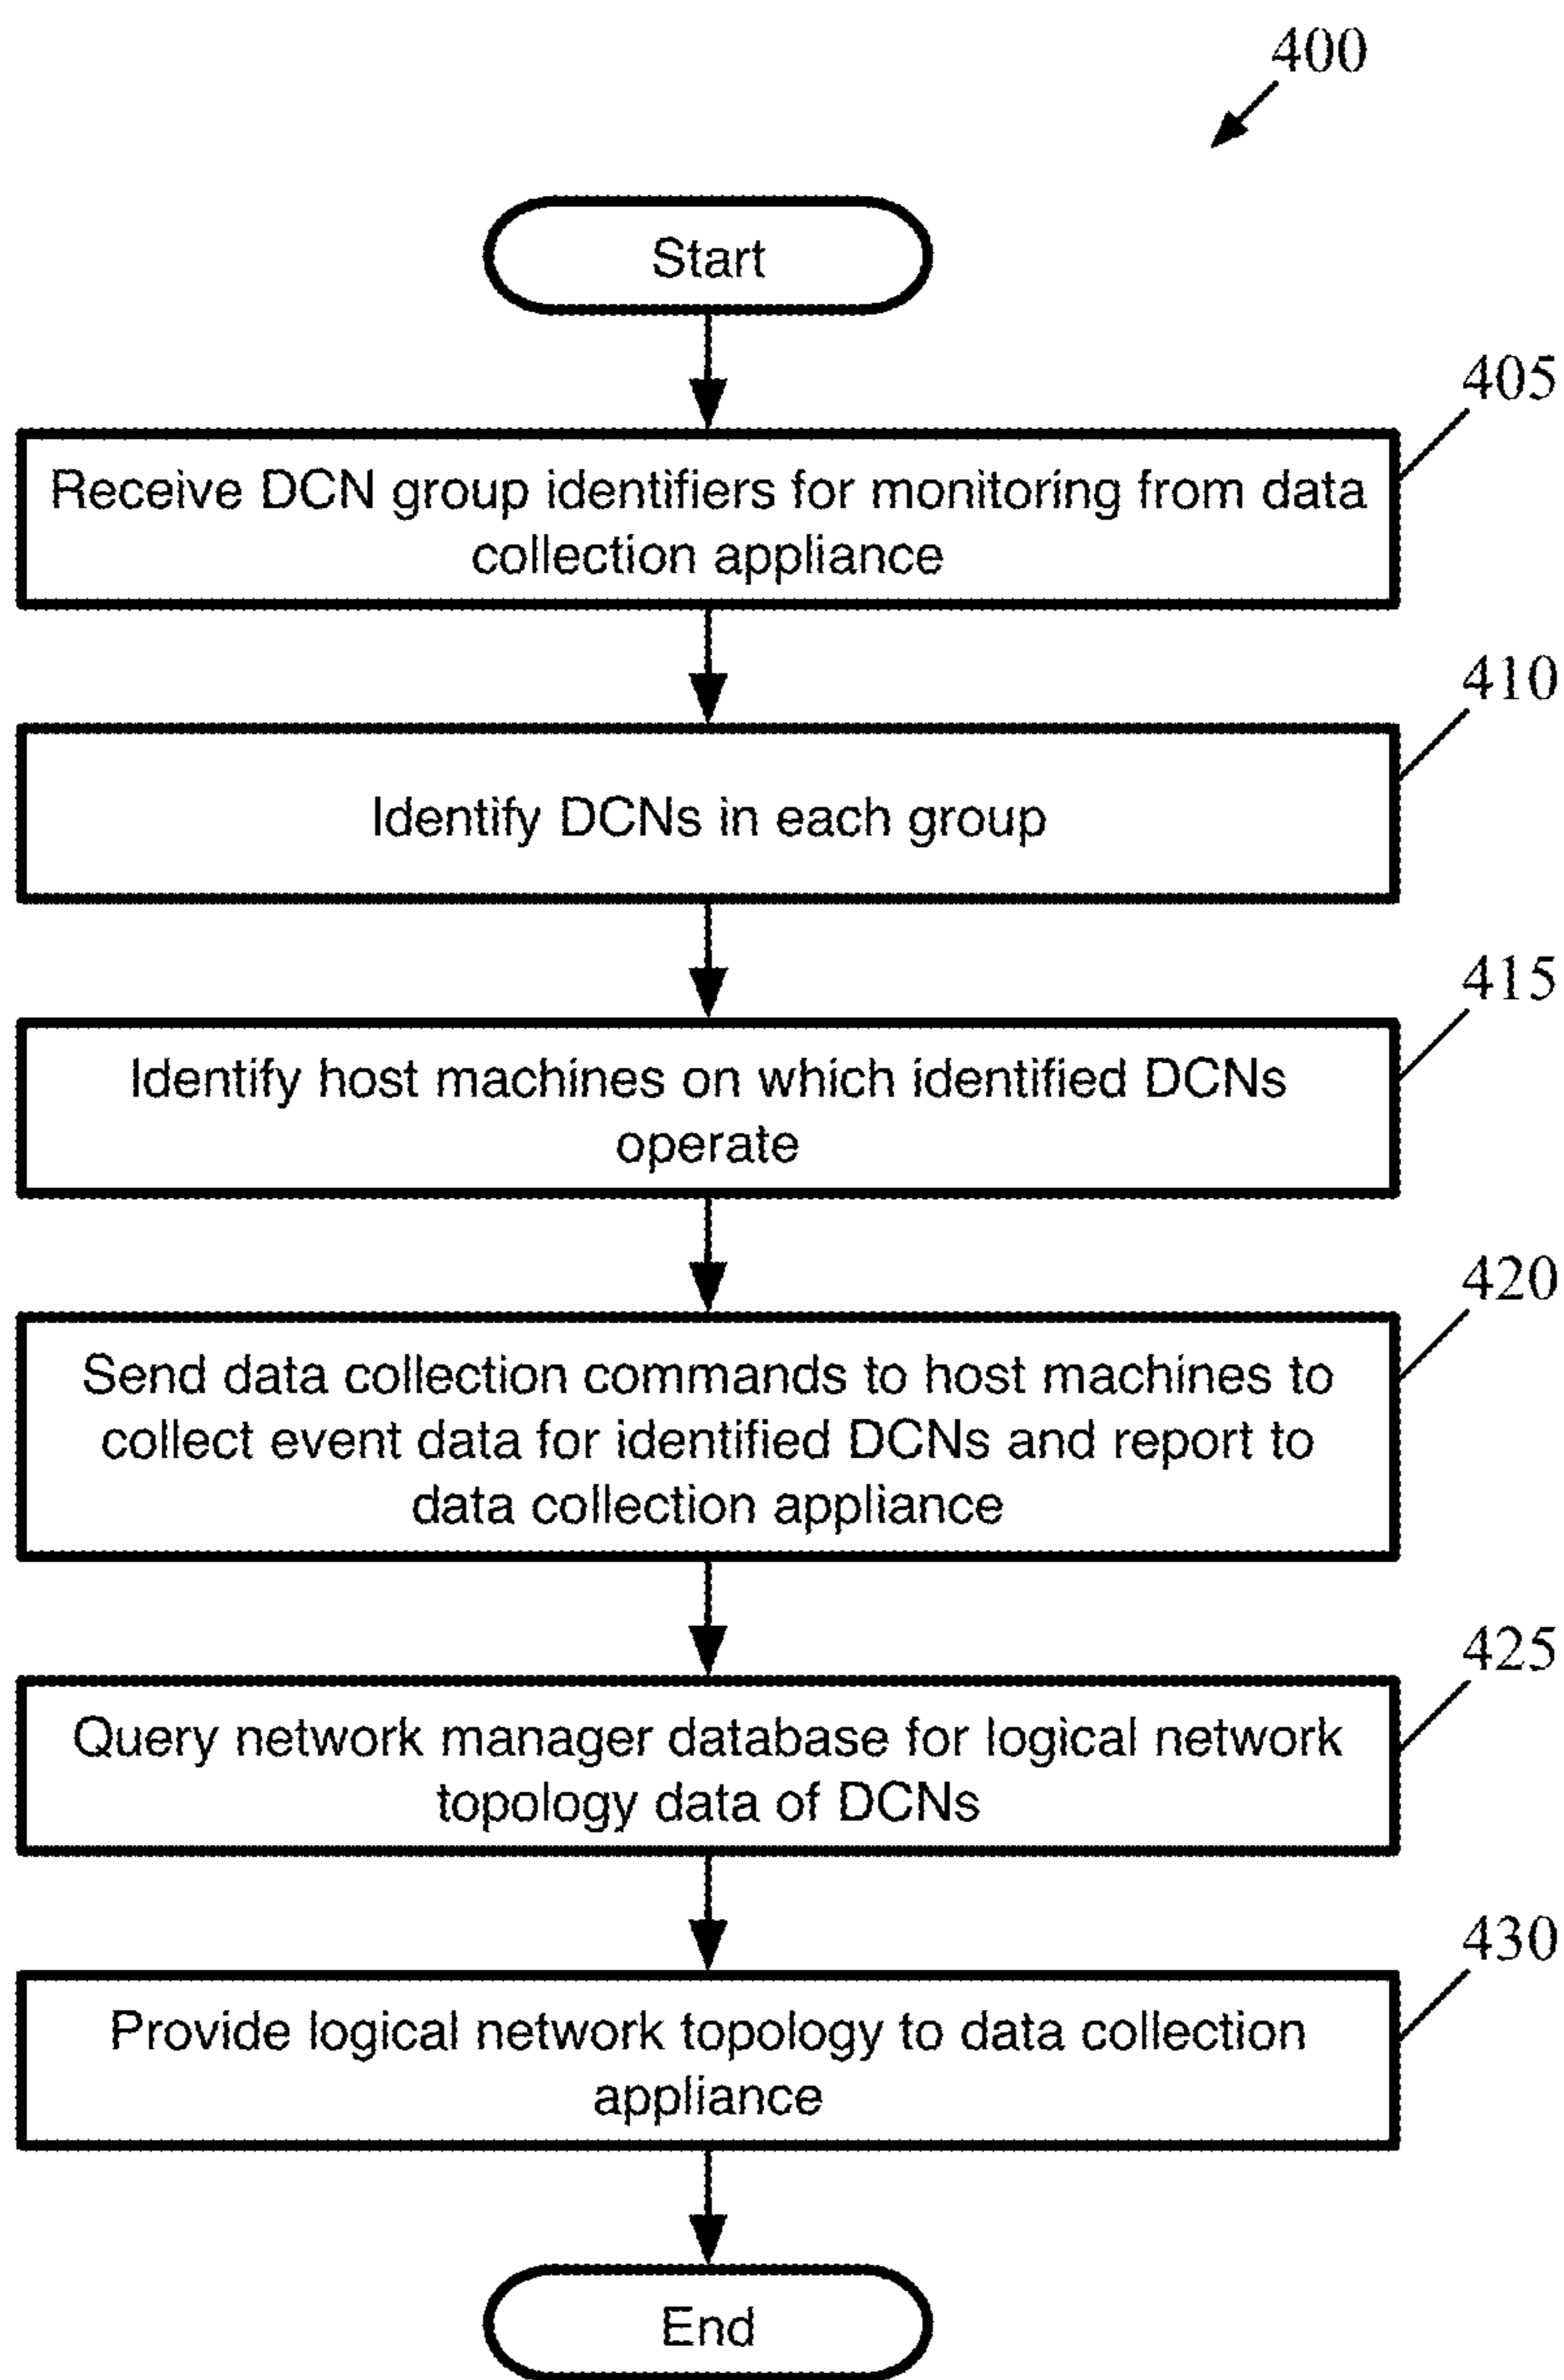 400
Start
405
Receive DCN group identifiers for monitoring from data
collection appliance
410
Identify DCNs in each group
415
Identify host machines on which identified DCNs
operate
420
Send data collection commands to host machines to
collect event data for identified DCNs and report to
data collection appliance
425
Query network manager database for logical network
topology data of DCNs
430
Provide logical network topology to data collection
appliance
End